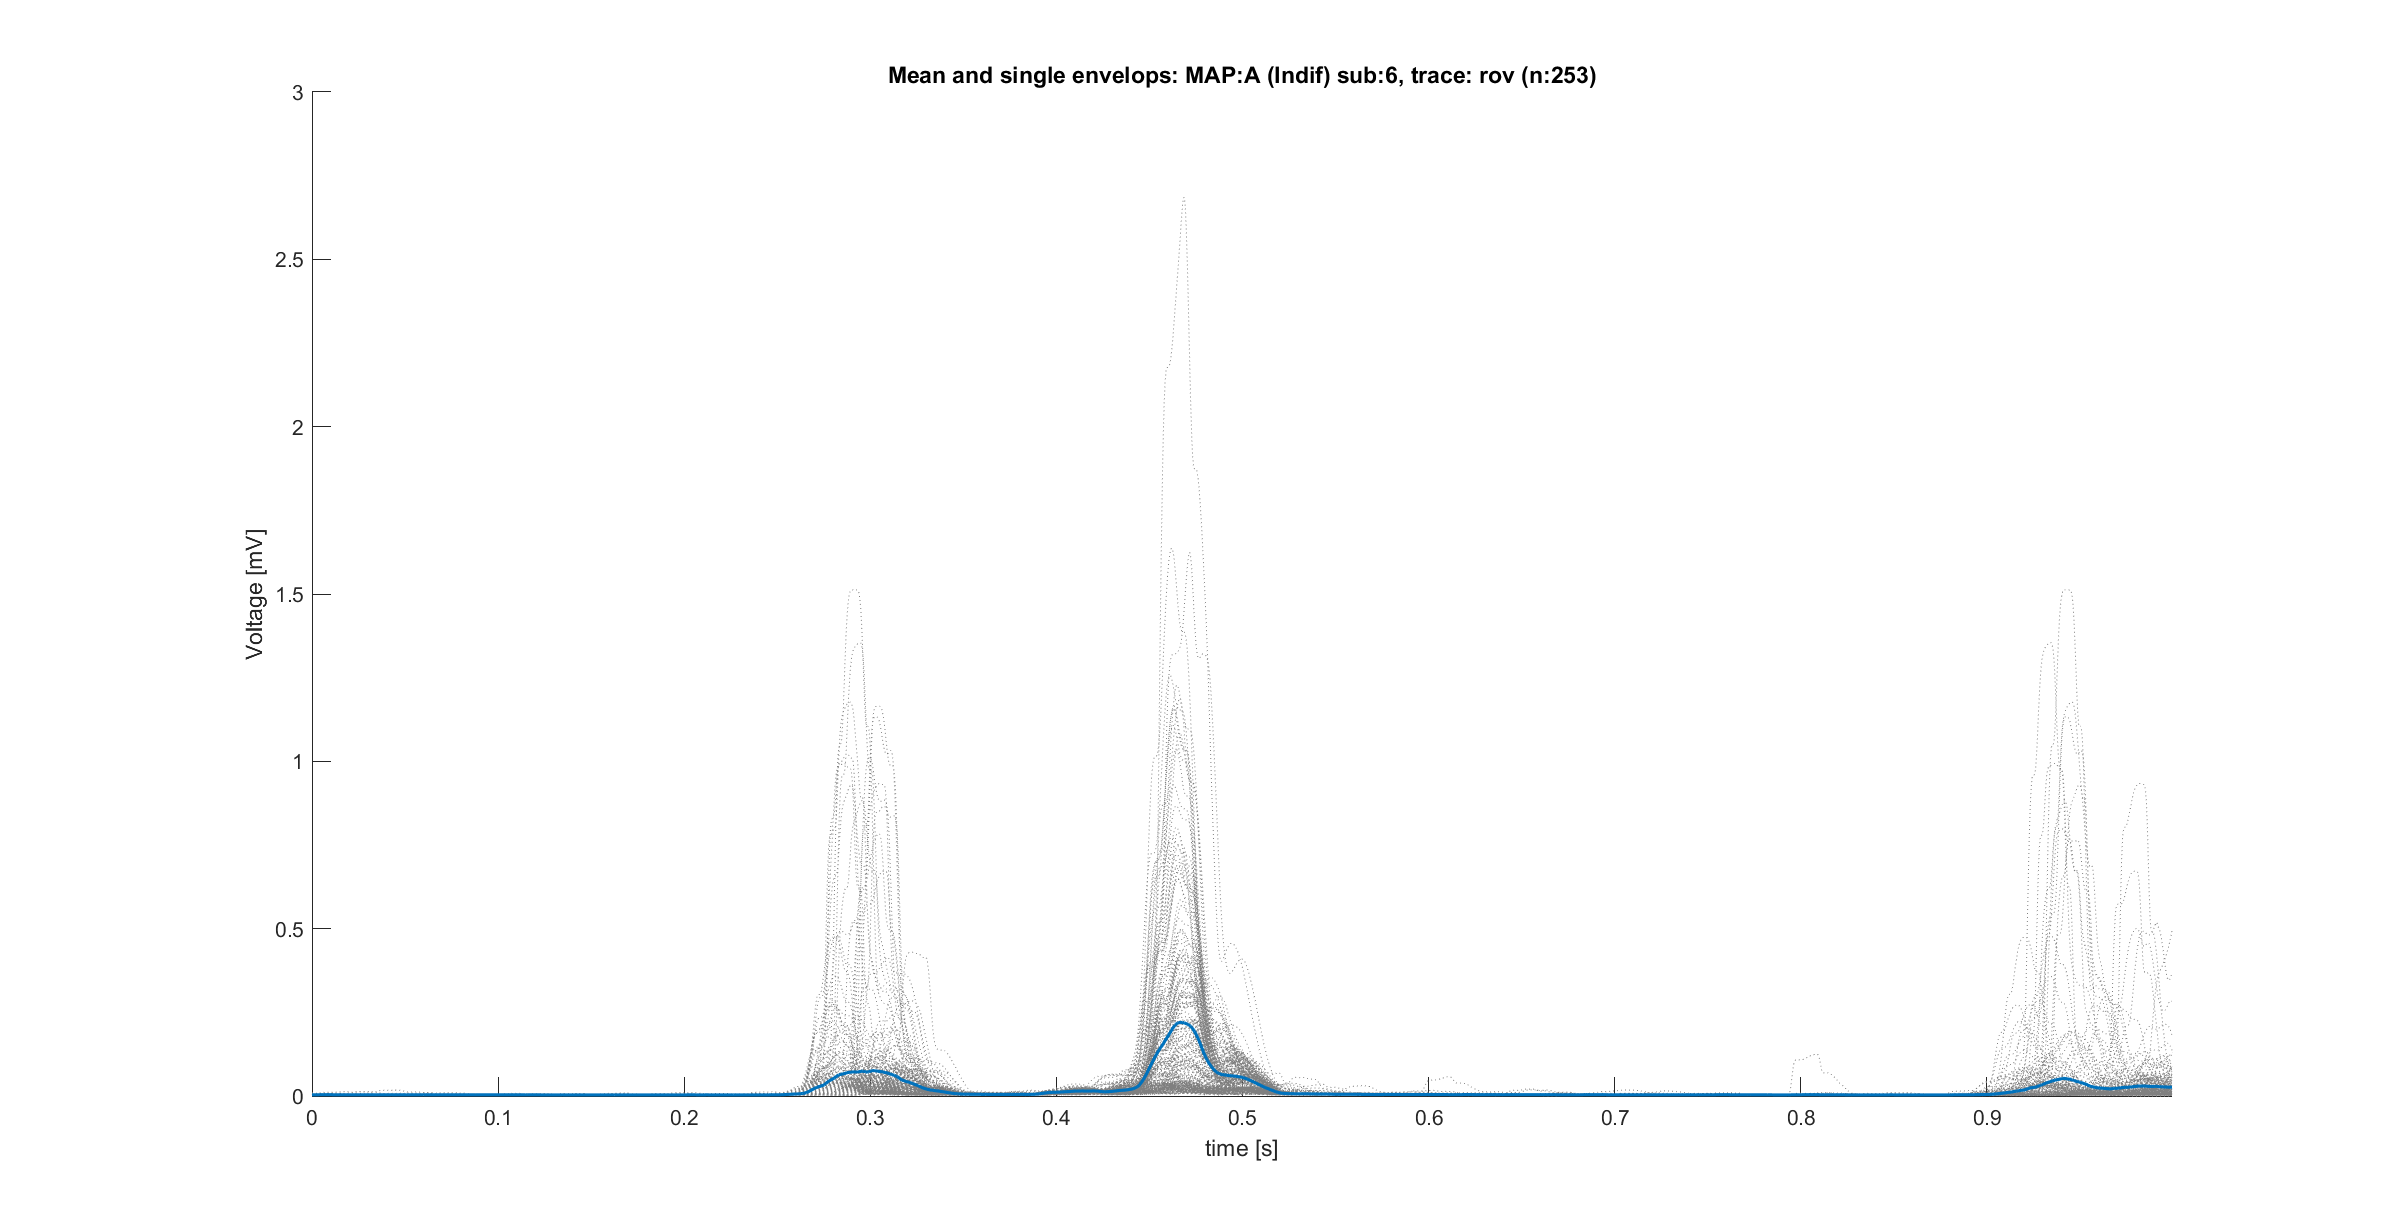 Mean and single envelops: MAP:A (Indif) sub:6, trace: rov (n:253)
3
2.5
2
1.5
1
0.5
0
Voltage [mV]
0 0.1 0.2 0.3 0.4 0.5 0.6 0.7 0.8 0.9
time [s]